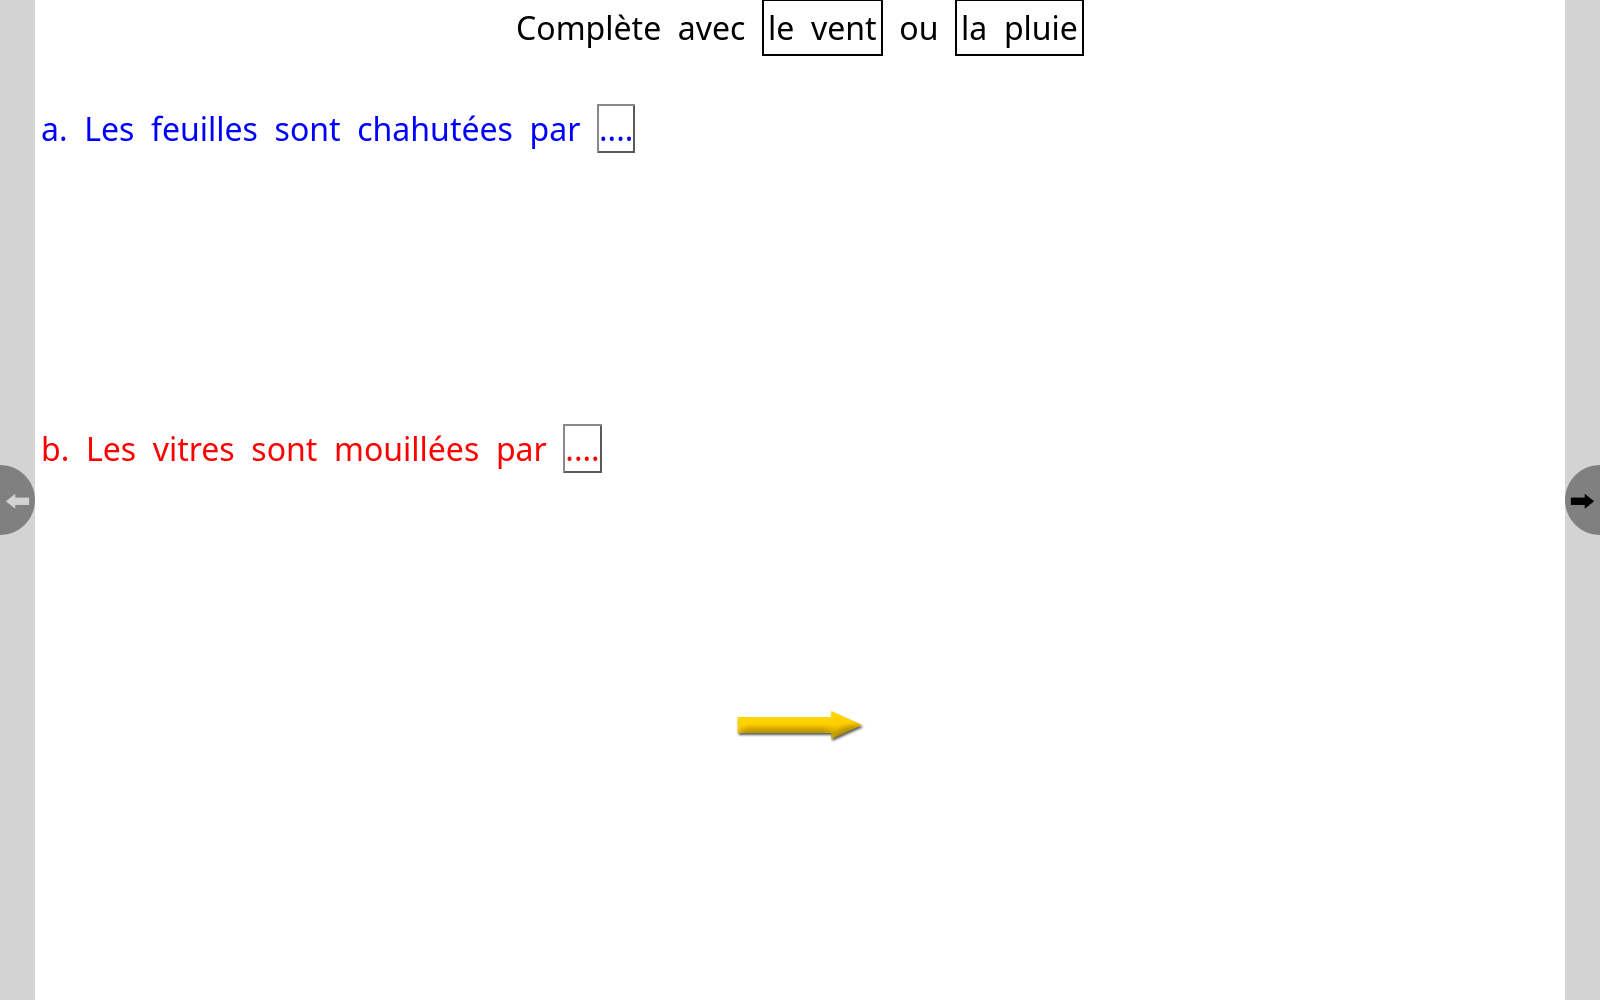 Complète avec le vent ou la pluie
a. Les feuilles sont chahutées par ....
b. Les vitres sont mouillées par ....